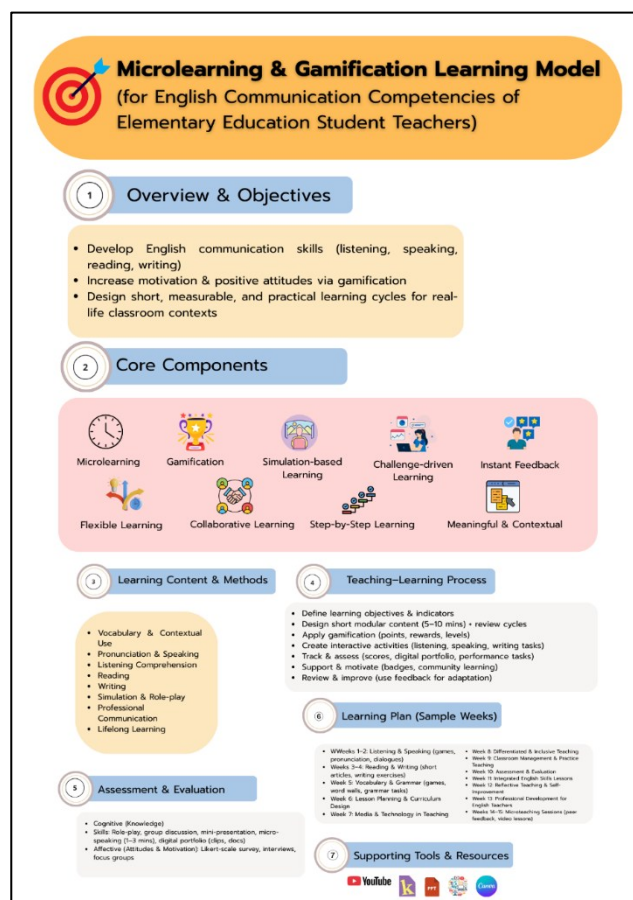 Microlearning & Gamification Learning Model
(for English Communication Competencies of
Elementary Education Student Teachers)
1
Overview & Objectives
• Develop English communication skills (listening, speaking,
reading, writing)
• Increase motivation & positive attitudes via gamification
• Design short, measurable, and practical learning cycles for real-
life classroom contexts
2
Core Components
Microlearning
Gamification
Simulation-based
Learning
Challenge-driven
Learning
Instant Feedback
Flexible Learning
Collaborative Learning
Step-by-Step Learning
Meaningful & Contextual
3
Learning Content & Methods
• Vocabulary & Contextual
Use
• Pronunciation & Speaking
• Listening Comprehension
• Reading
• Writing
• Simulation & Role-play
• Professional
Communication
• Lifelong Learning
4
Teaching–Learning Process
• Define learning objectives & indicators
• Design short modular content (5–10 mins) + review cycles
• Apply gamification (points, rewards, levels)
• Create interactive activities (listening, speaking, writing tasks)
• Track & assess (scores, digital portfolio, performance tasks)
• Support & motivate (badges, community learning)
• Review & improve (use feedback for adaptation)
5
Assessment & Evaluation
• Cognitive (Knowledge)
• Skills: Role-play, group discussion, mini-presentation, micro-
speaking (1–3 mins), digital portfolio (clips, docs)
• Affective (Attitudes & Motivation) Likert-scale survey, interviews,
focus groups
6
Learning Plan (Sample Weeks)
• WWeeks 1–2: Listening & Speaking (games,
pronunciation, dialogues)
• Weeks 3–4: Reading & Writing (short
articles, writing exercises)
• Week 5: Vocabulary & Grammar (games,
word walls, grammar tasks)
• Week 6: Lesson Planning & Curriculum
Design
• Week 7: Media & Technology in Teaching
• Week 8: Differentiated & Inclusive Teaching
• Week 9: Classroom Management & Practice
Teaching
• Week 10: Assessment & Evaluation
• Week 11: Integrated English Skills Lessons
• Week 12: Reflective Teaching & Self-
Improvement
• Week 13: Professional Development for
English Teachers
• Weeks 14–15: Microteaching Sessions (peer
feedback, video lessons)
7
Supporting Tools & Resources
YouTube
k
PPT
Canva